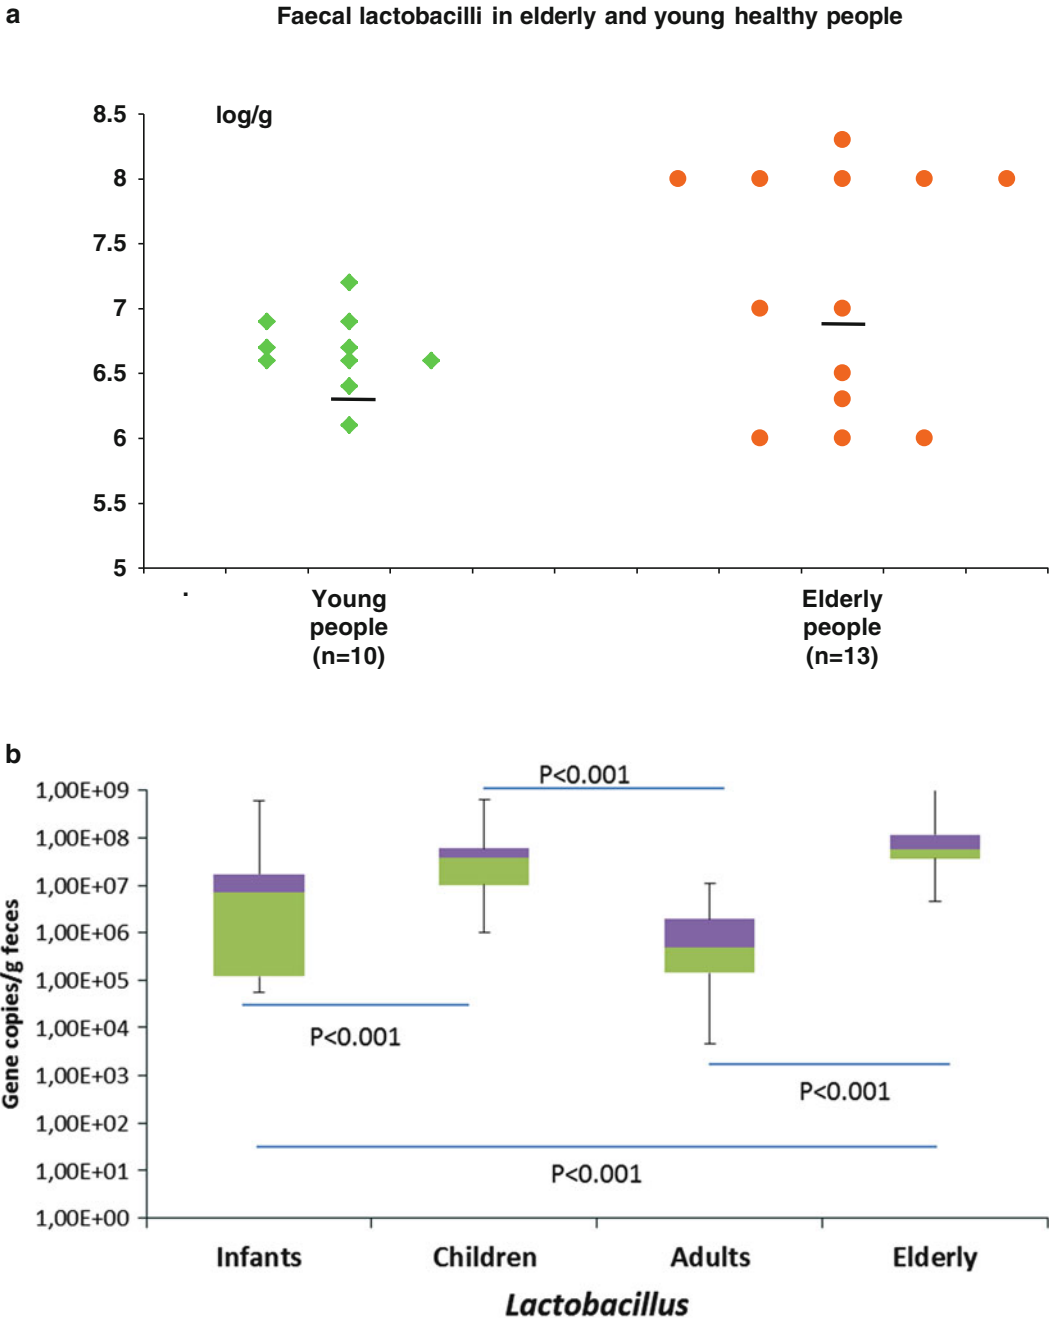 a
Faecal lactobacilli in elderly and young healthy people
log/g
8.5
8
7.5
7
6.5
6
5.5
5
Young
people
(n=10)
Elderly
people
(n=13)
b
P<0.001
1,00E+09
1,00E+08
1,00E+07
1,00E+06
1,00E+05
1,00E+04
1,00E+03
1,00E+02
1,00E+01
1,00E+00
Gene copies/g feces
P<0.001
P<0.001
P<0.001
Infants
Children
Adults
Elderly
Lactobacillus